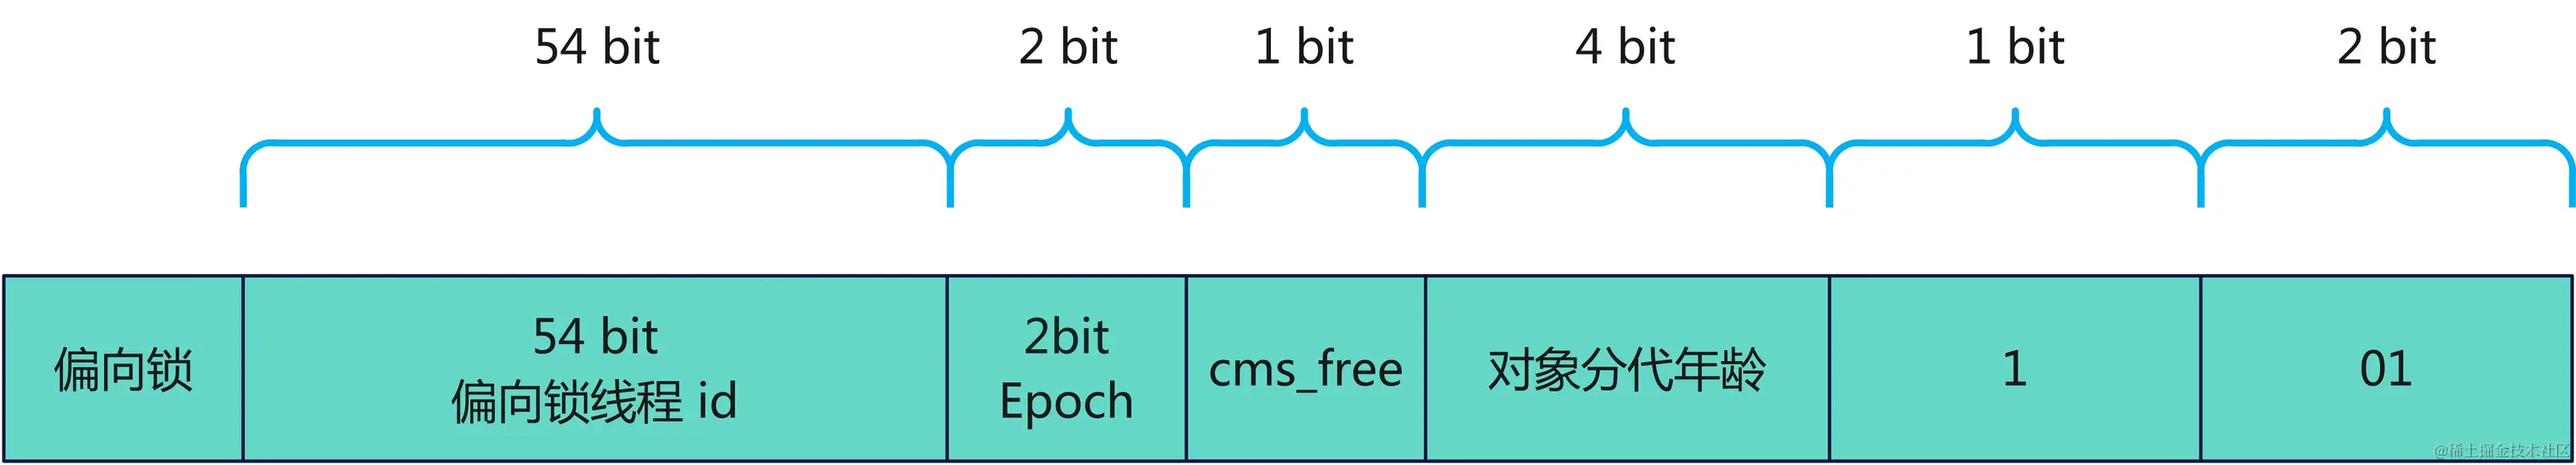 54 bit
2 bit
1 bit
4 bit
1 bit
2 bit
偏向锁
54 bit
偏向锁线程 id
2bit
Epoch
cms_free
对象分代年龄
1
01
@稀土掘金技术社区